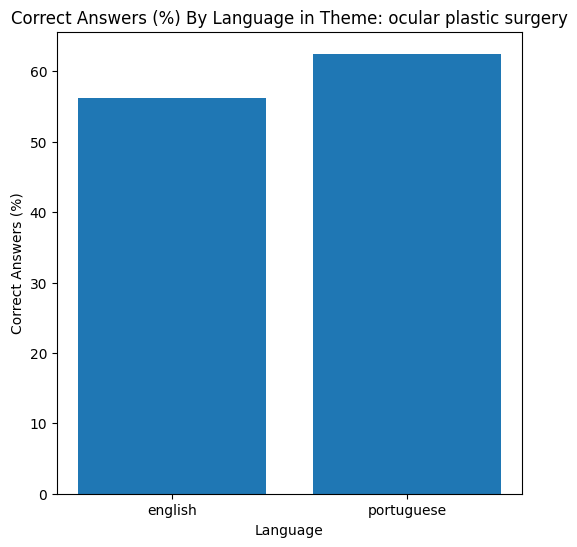 Correct Answers (%) By Language in Theme: ocular plastic surgery
60
50
40
30
20
10
0
Correct Answers (%)
english
portuguese
Language